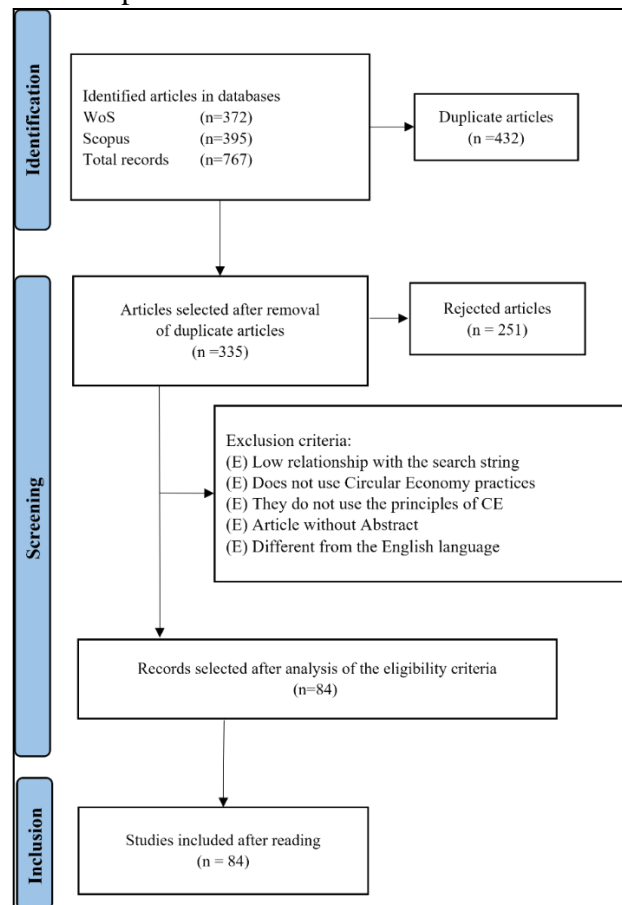 Identification
Identified articles in databases
WoS (n=372)
Scopus (n=395)
Total records (n=767)
Duplicate articles
(n =432)
Screening
Articles selected after removal
of duplicate articles
(n =335)
Rejected articles
(n = 251)
Exclusion criteria:
(E) Low relationship with the search string
(E) Does not use Circular Economy practices
(E) They do not use the principles of CE
(E) Article without Abstract
(E) Different from the English language
Records selected after analysis of the eligibility criteria
(n=84)
Inclusion
Studies included after reading
(n = 84)